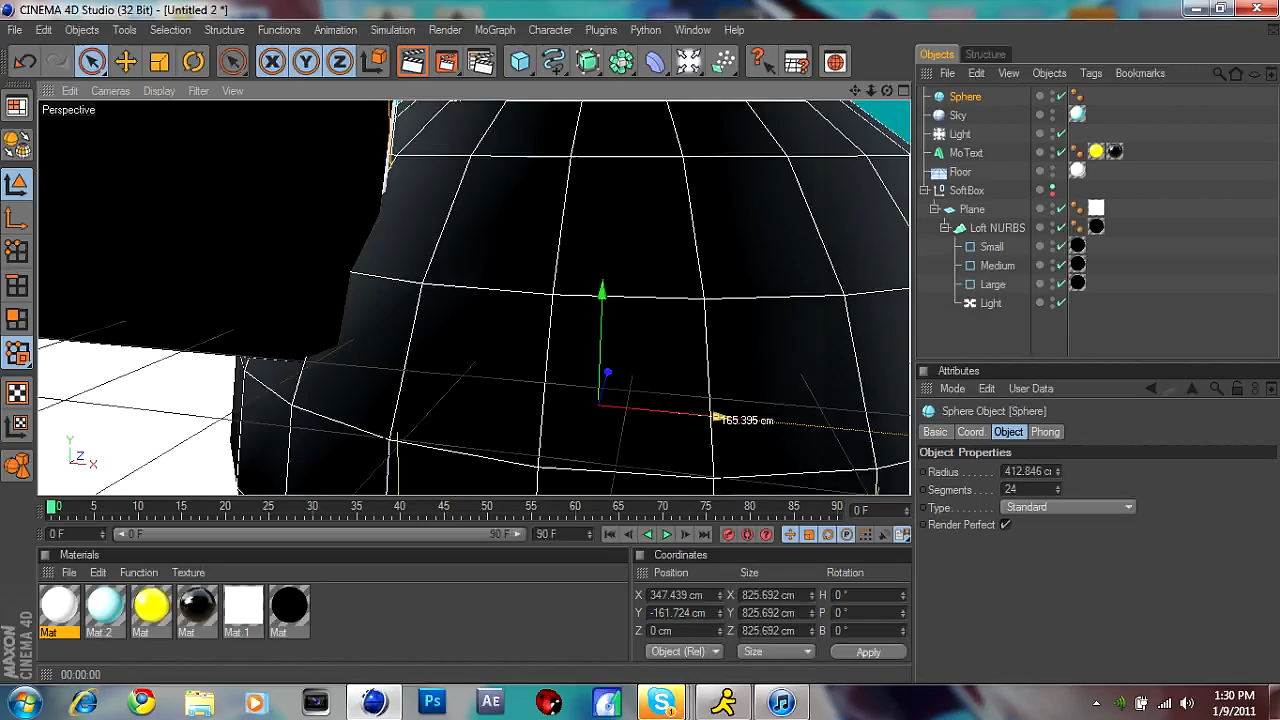 CINEMA 4D Studio (32 Bit) - [Untitled 2 *]
File Edit Objects Tools Selection Structure Functions Animation Render MoGraph Character Simulation Plugins Python Window Help
Objects Structure
File Edit View Objects Tags Bookmarks
Edit Cameras Display Filter View
Perspective
Sphere
Sky
Light
MoText
Floor
SoftBox
Plane
Loft NURBS
Small
Medium
Large
Light
165.395 cm
Y
Z
X
Attributes
Mode Edit User Data
Sphere Object [Sphere]
Basic Coord. Object Phong
Object Properties
Radius 412.846 cm
Segments 24
Type Standard
Render Perfect
0 5 10 15 20 25 30 35 40 45 50 55 60 65 70 75 80 85 90 0 F
0 F 0 F 90 F 90 F
Materials
File Edit Function Texture
Mat Mat.2 Mat Mat Mat.1 Mat
Coordinates
Position Size Rotation
X 347.439 cm X 825.692 cm H 0 °
Y -161.724 cm Y 825.692 cm P 0 °
Z 0 cm Z 825.692 cm B 0 °
Object (Rel) Size Apply
00:00:00
MAXON
CINEMA 4D
Ps
Ae
1
1:30 PM
1/9/2011